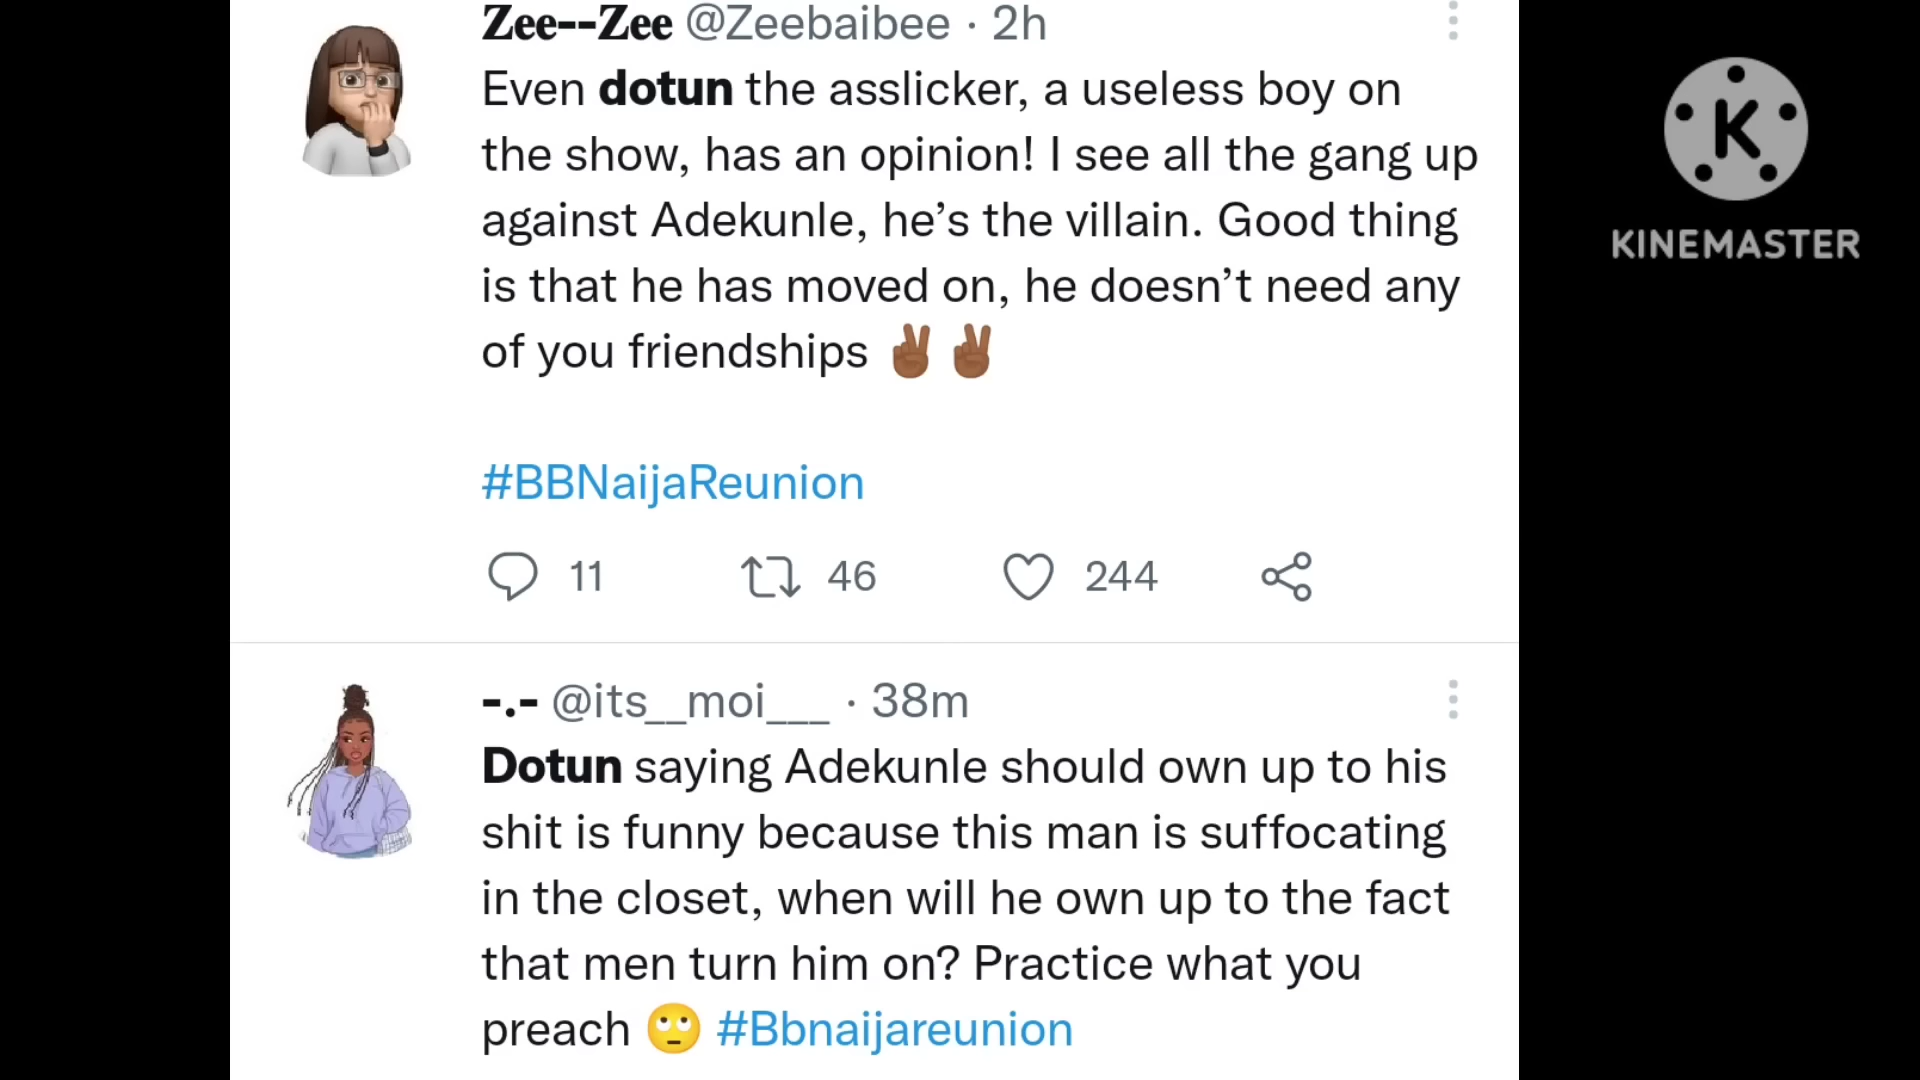 Zee--Zee @Zeebaibee · 2h
Even dotun the asslicker, a useless boy on
the show, has an opinion! I see all the gang up
against Adekunle, he’s the villain. Good thing
is that he has moved on, he doesn’t need any
of you friendships ✌🏾 ✌🏾
#BBNaijaReunion
11 46 244
-.- @its__moi___ · 38m
Dotun saying Adekunle should own up to his
shit is funny because this man is suffocating
in the closet, when will he own up to the fact
that men turn him on? Practice what you
preach 🙄 #Bbnaijareunion
K
KINEMASTER